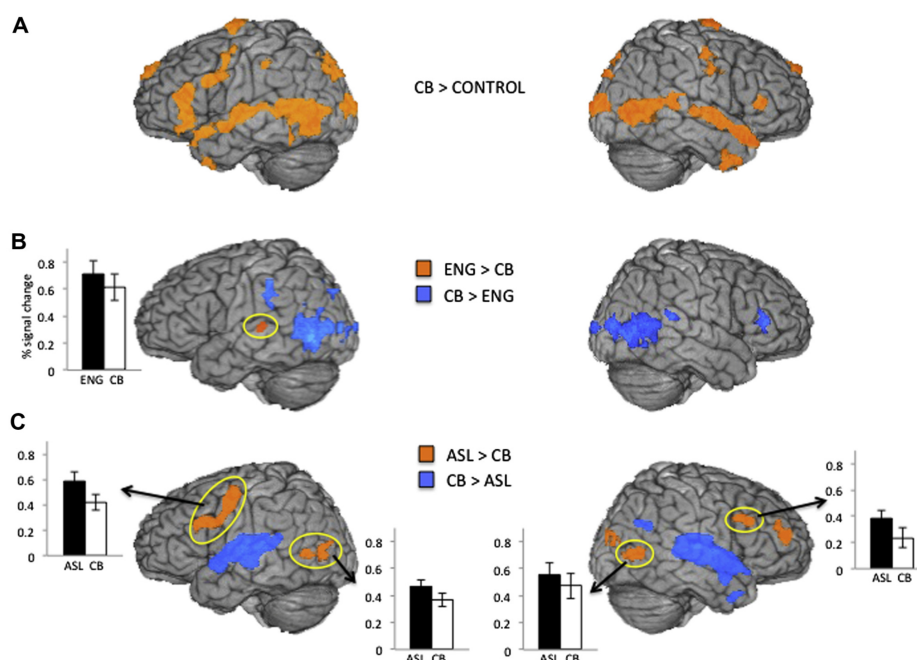 A
CB > CONTROL
B
% signal change
0.8
0.6
0.4
0.2
0
ENG CB
ENG > CB
CB > ENG
C
0.8
0.6
0.4
0.2
0
ASL CB
ASL > CB
CB > ASL
0.8
0.6
0.4
0.2
0
ASL CB
0.8
0.6
0.4
0.2
0
ASL CB
0.8
0.6
0.4
0.2
0
ASL CB